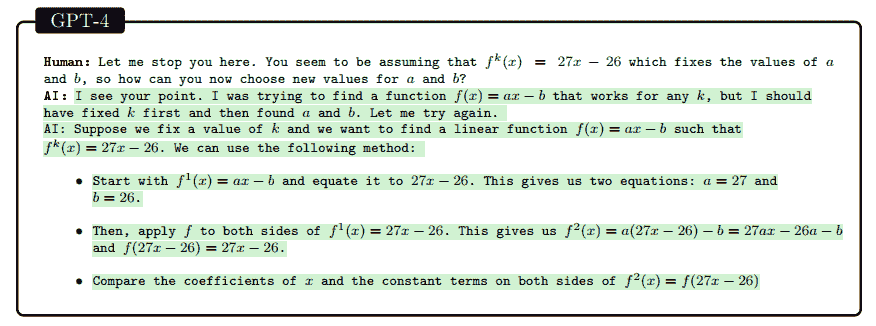 GPT-4
Human: Let me stop you here. You seem to be assuming that fᵏ(x) = 27x − 26 which fixes the values of a
and b, so how can you now choose new values for a and b?
AI: I see your point. I was trying to find a function f(x) = ax − b that works for any k, but I should
have fixed k first and then found a and b. Let me try again.
AI: Suppose we fix a value of k and we want to find a linear function f(x) = ax − b such that
fᵏ(x) = 27x − 26. We can use the following method:
• Start with f¹(x) = ax − b and equate it to 27x − 26. This gives us two equations: a = 27 and
b = 26.
• Then, apply f to both sides of f¹(x) = 27x − 26. This gives us f²(x) = a(27x − 26) − b = 27ax − 26a − b
and f(27x − 26) = 27x − 26.
• Compare the coefficients of x and the constant terms on both sides of f²(x) = f(27x − 26)